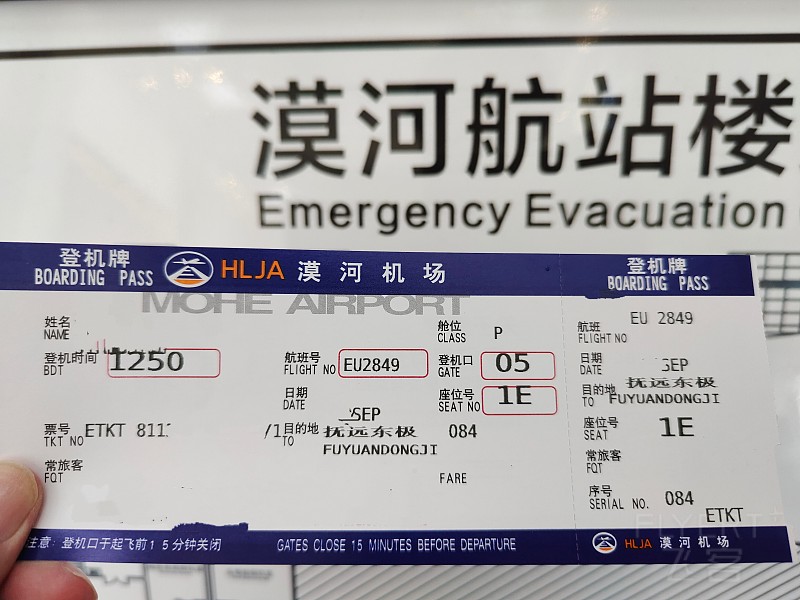 漠河航站楼
Emergency Evacuation
登机牌
BOARDING PASS
HLJA 漠河机场
登机牌
BOARDING PASS
MOHE AIRPORT
姓名
NAME
舱位
CLASS P
登机时间
BDT 1250
航班号
FLIGHT NO EU2849
登机口
GATE 05
日期
DATE SEP
座位号
SEAT NO 1E
票号
TKT NO ETKT 811
/1 目的地
TO 抚远东极
FUYUANDONGJI
084
常旅客
FQT
FARE
注意: 登机口于起飞前15分钟关闭
GATES CLOSE 15 MINUTES BEFORE DEPARTURE
航班
FLIGHT NO EU 2849
日期
DATE SEP
目的地
TO 抚远东极
FUYUANDONGJI
座位号
SEAT 1E
常旅客
FQT
序号
SERIAL NO. 084
ETKT
HLJA 漠河机场